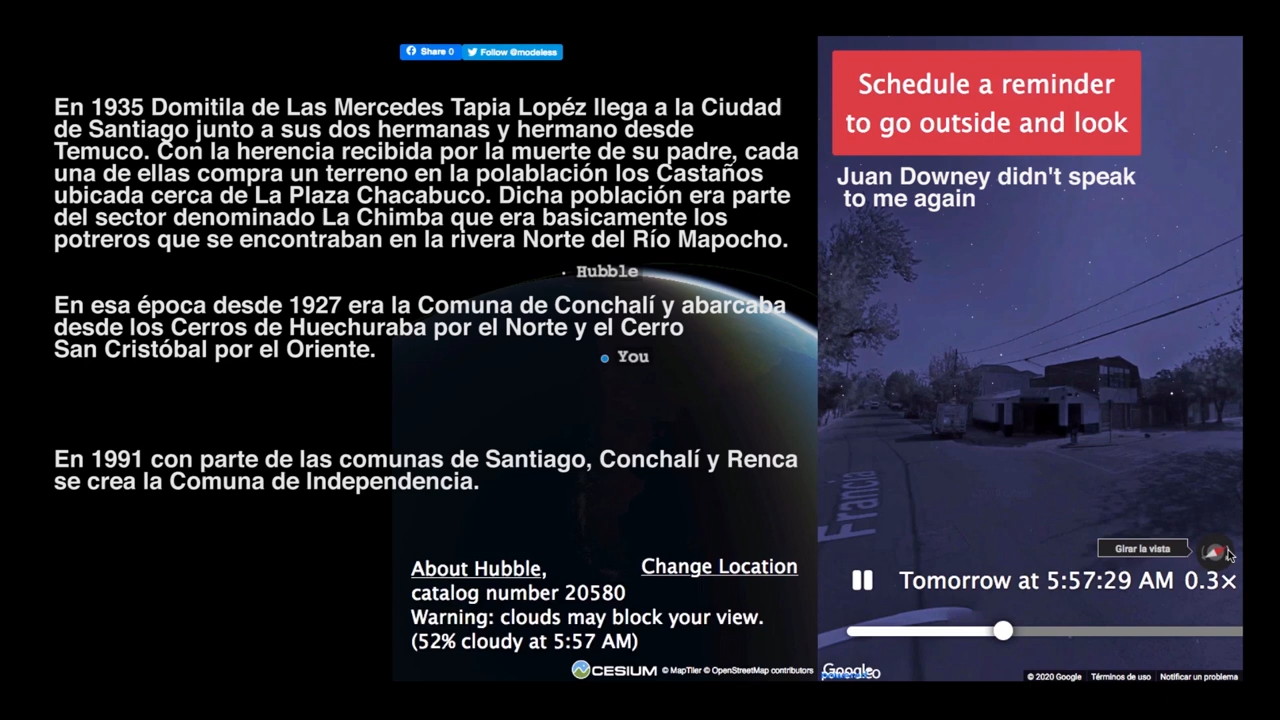 Share 0
Follow @modeless
En 1935 Domitila de Las Mercedes Tapia Lopéz llega a la Ciudad
de Santiago junto a sus dos hermanas y hermano desde
Temuco. Con la herencia recibida por la muerte de su padre, cada
una de ellas compra un terreno en la polablación los Castaños
ubicada cerca de La Plaza Chacabuco. Dicha población era parte
del sector denominado La Chimba que era basicamente los
potreros que se encontraban en la rivera Norte del Río Mapocho.
Hubble
En esa época desde 1927 era la Comuna de Conchalí y abarcaba
desde los Cerros de Huechuraba por el Norte y el Cerro
San Cristóbal por el Oriente.
You
En 1991 con parte de las comunas de Santiago, Conchalí y Renca
se crea la Comuna de Independencia.
About Hubble,
Change Location
catalog number 20580
Warning: clouds may block your view.
(52% cloudy at 5:57 AM)
CESIUM © MapTiler © OpenStreetMap contributors
Schedule a reminder
to go outside and look
Juan Downey didn't speak
to me again
Francia
Girar la vista
Tomorrow at 5:57:29 AM 0.3×
Google
© 2020 Google Términos de uso Notificar un problema